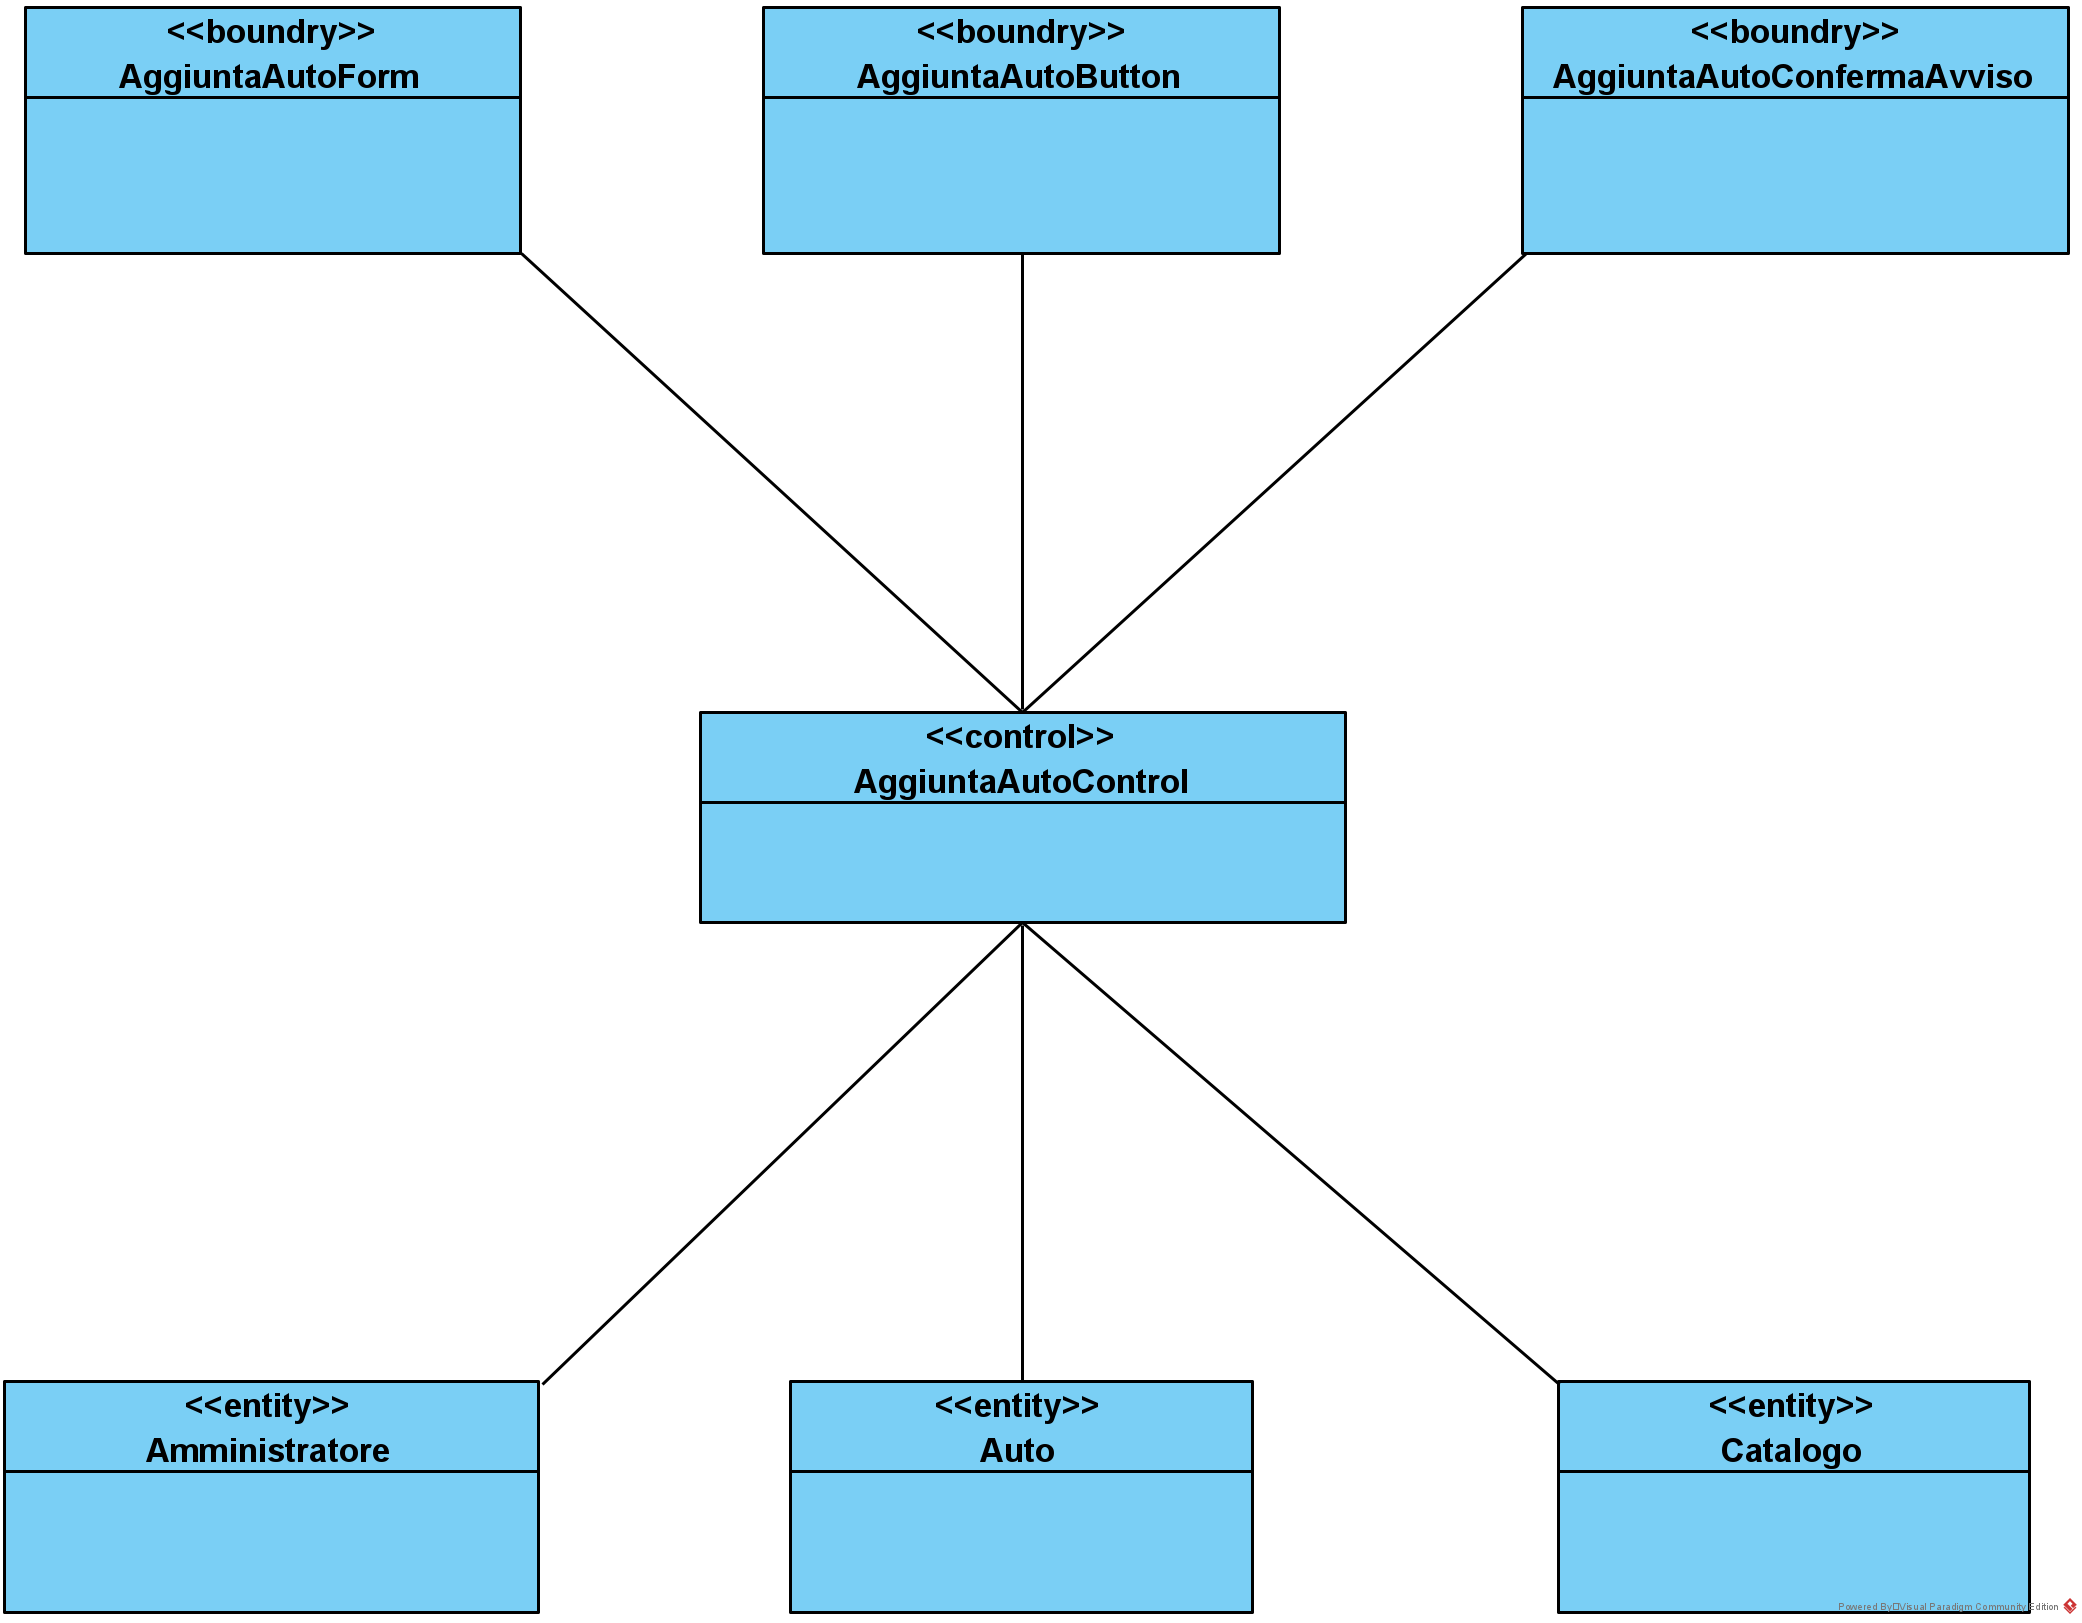 <<boundry>>
AggiuntaAutoForm
<<boundry>>
AggiuntaAutoButton
<<boundry>>
AggiuntaAutoConfermaAvviso
<<control>>
AggiuntaAutoControl
<<entity>>
Amministratore
<<entity>>
Auto
<<entity>>
Catalogo
Powered By□Visual Paradigm Community Edition